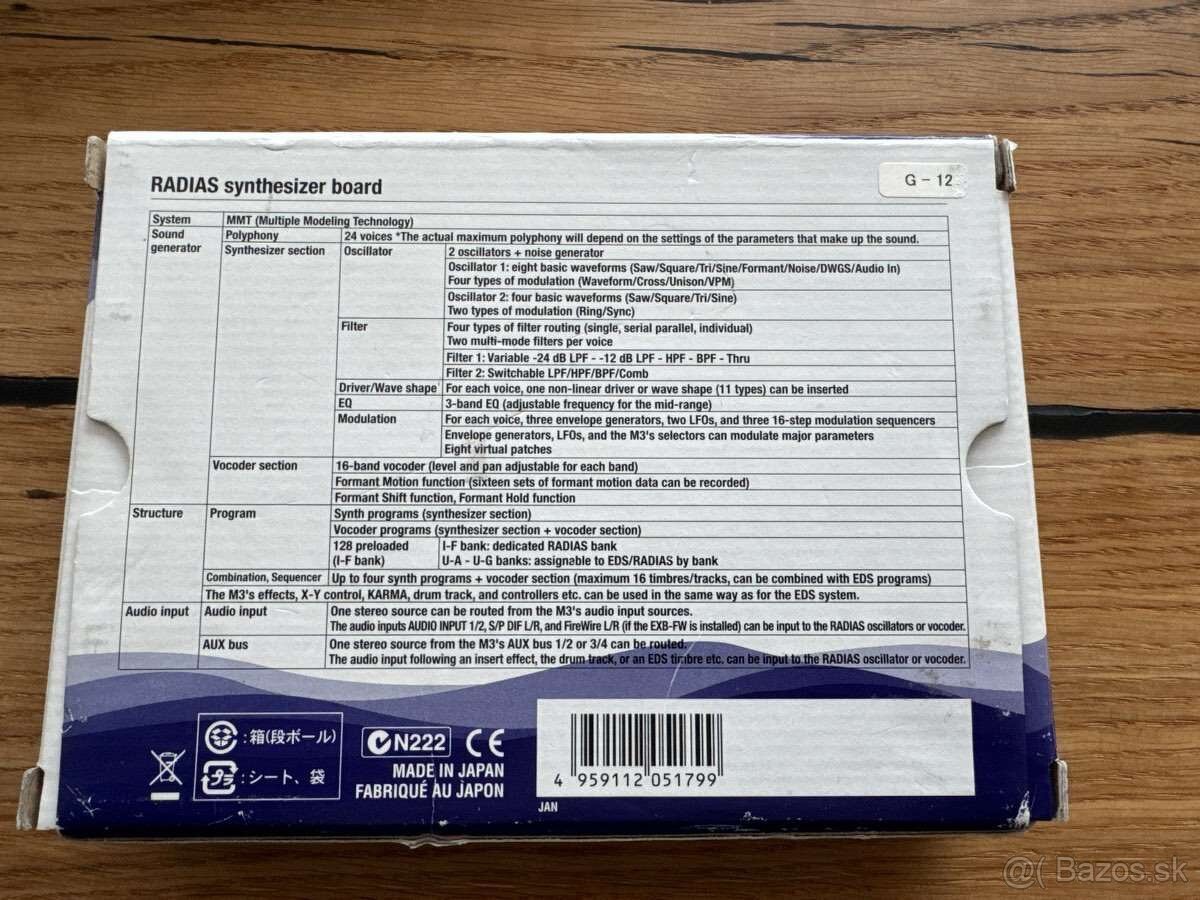 RADIAS synthesizer board
G - 12
System MMT (Multiple Modeling Technology)
Sound generator Polyphony 24 voices *The actual maximum polyphony will depend on the settings of the parameters that make up the sound.
Synthesizer section Oscillator 2 oscillators + noise generator
Oscillator 1: eight basic waveforms (Saw/Square/Tri/Sine/Formant/Noise/DWGS/Audio In)
Four types of modulation (Waveform/Cross/Unison/VPM)
Oscillator 2: four basic waveforms (Saw/Square/Tri/Sine)
Two types of modulation (Ring/Sync)
Filter Four types of filter routing (single, serial parallel, individual)
Two multi-mode filters per voice
Filter 1: Variable -24 dB LPF - -12 dB LPF - HPF - BPF - Thru
Filter 2: Switchable LPF/HPF/BPF/Comb
Driver/Wave shape For each voice, one non-linear driver or wave shape (11 types) can be inserted
EQ 3-band EQ (adjustable frequency for the mid-range)
Modulation For each voice, three envelope generators, two LFOs, and three 16-step modulation sequencers
Envelope generators, LFOs, and the M3's selectors can modulate major parameters
Eight virtual patches
Vocoder section 16-band vocoder (level and pan adjustable for each band)
Formant Motion function (sixteen sets of formant motion data can be recorded)
Formant Shift function, Formant Hold function
Structure Program Synth programs (synthesizer section)
Vocoder programs (synthesizer section + vocoder section)
128 preloaded I-F bank: dedicated RADIAS bank
(I-F bank) U-A - U-G banks: assignable to EDS/RADIAS by bank
Combination, Sequencer Up to four synth programs + vocoder section (maximum 16 timbres/tracks, can be combined with EDS programs)
The M3's effects, X-Y control, KARMA, drum track, and controllers etc. can be used in the same way as for the EDS system.
Audio input Audio input One stereo source can be routed from the M3's audio input sources.
The audio inputs AUDIO INPUT 1/2, S/P DIF L/R, and FireWire L/R (if the EXB-FW is installed) can be input to the RADIAS oscillators or vocoder.
AUX bus One stereo source from the M3's AUX bus 1/2 or 3/4 can be routed.
The audio input following an insert effect, the drum track, or an EDS timbre etc. can be input to the RADIAS oscillator or vocoder.
:箱(段ボール)
プラ :シート、袋
N222 CE
MADE IN JAPAN
FABRIQUÉ AU JAPON
4 959112 051799
JAN
@( Bazos.sk